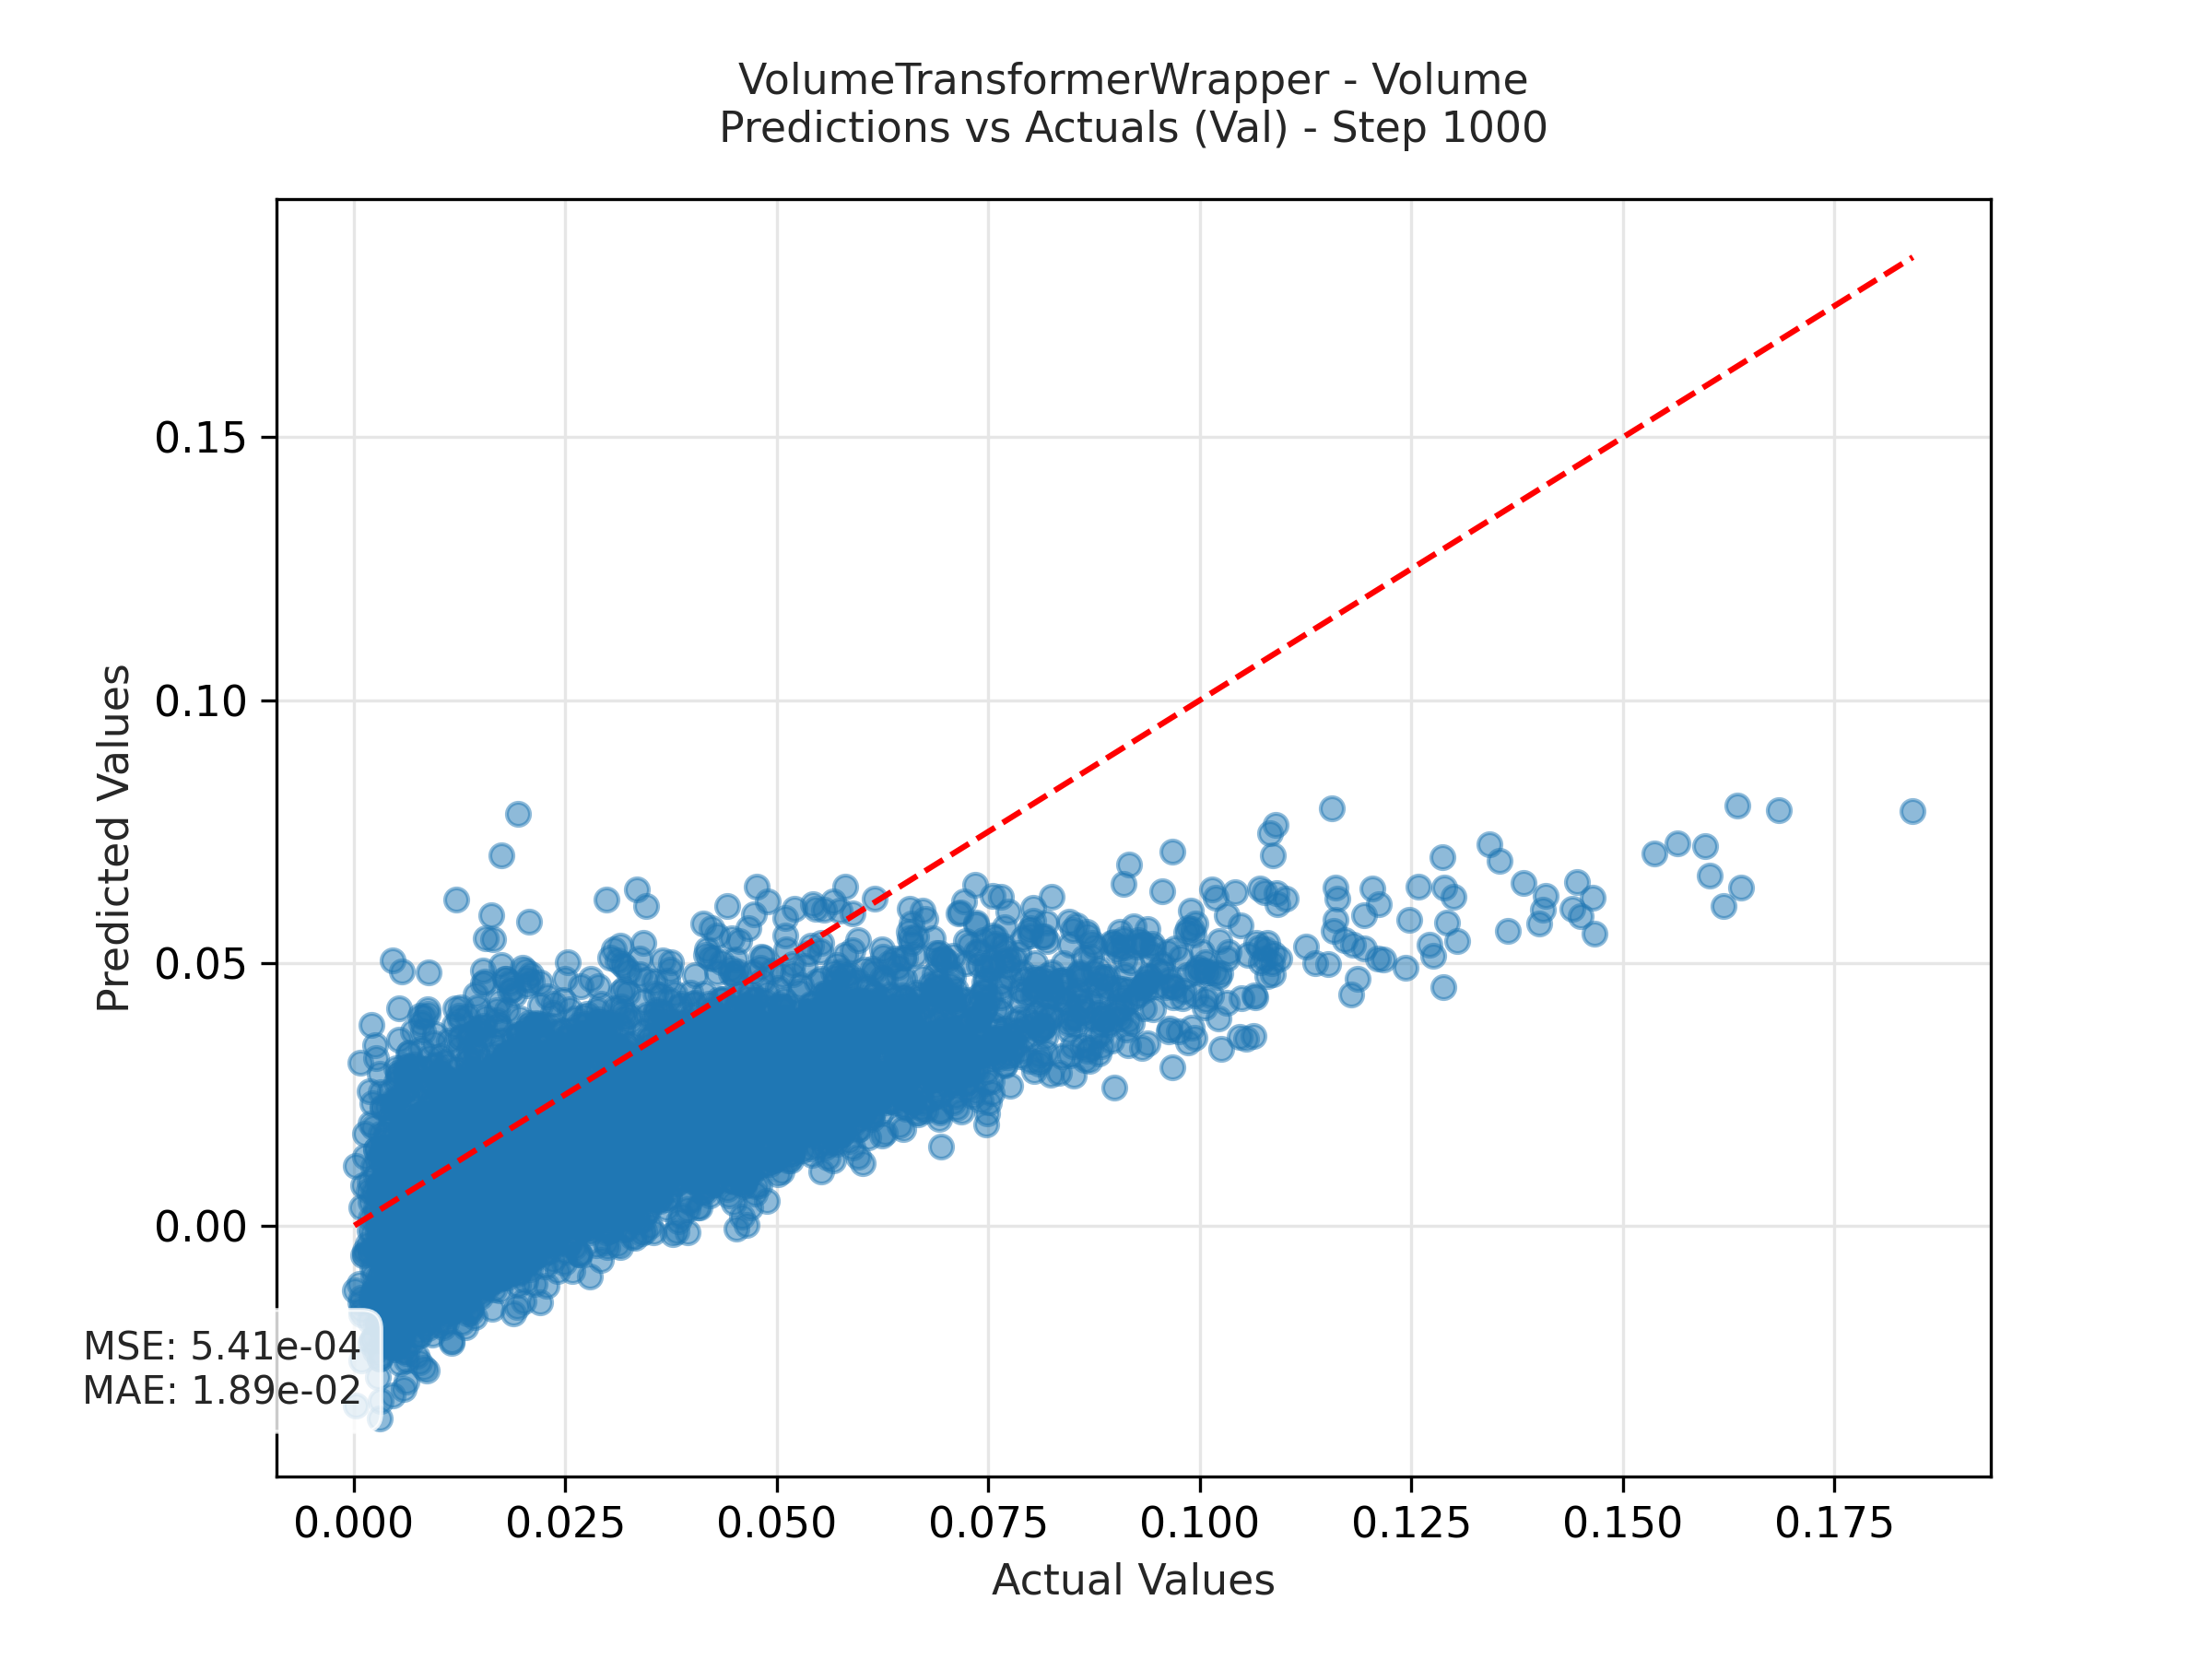 VolumeTransformerWrapper - Volume
Predictions vs Actuals (Val) - Step 1000
Predicted Values
0.15
0.10
0.05
0.00
MSE: 5.41e-04
MAE: 1.89e-02
0.000 0.025 0.050 0.075 0.100 0.125 0.150 0.175
Actual Values